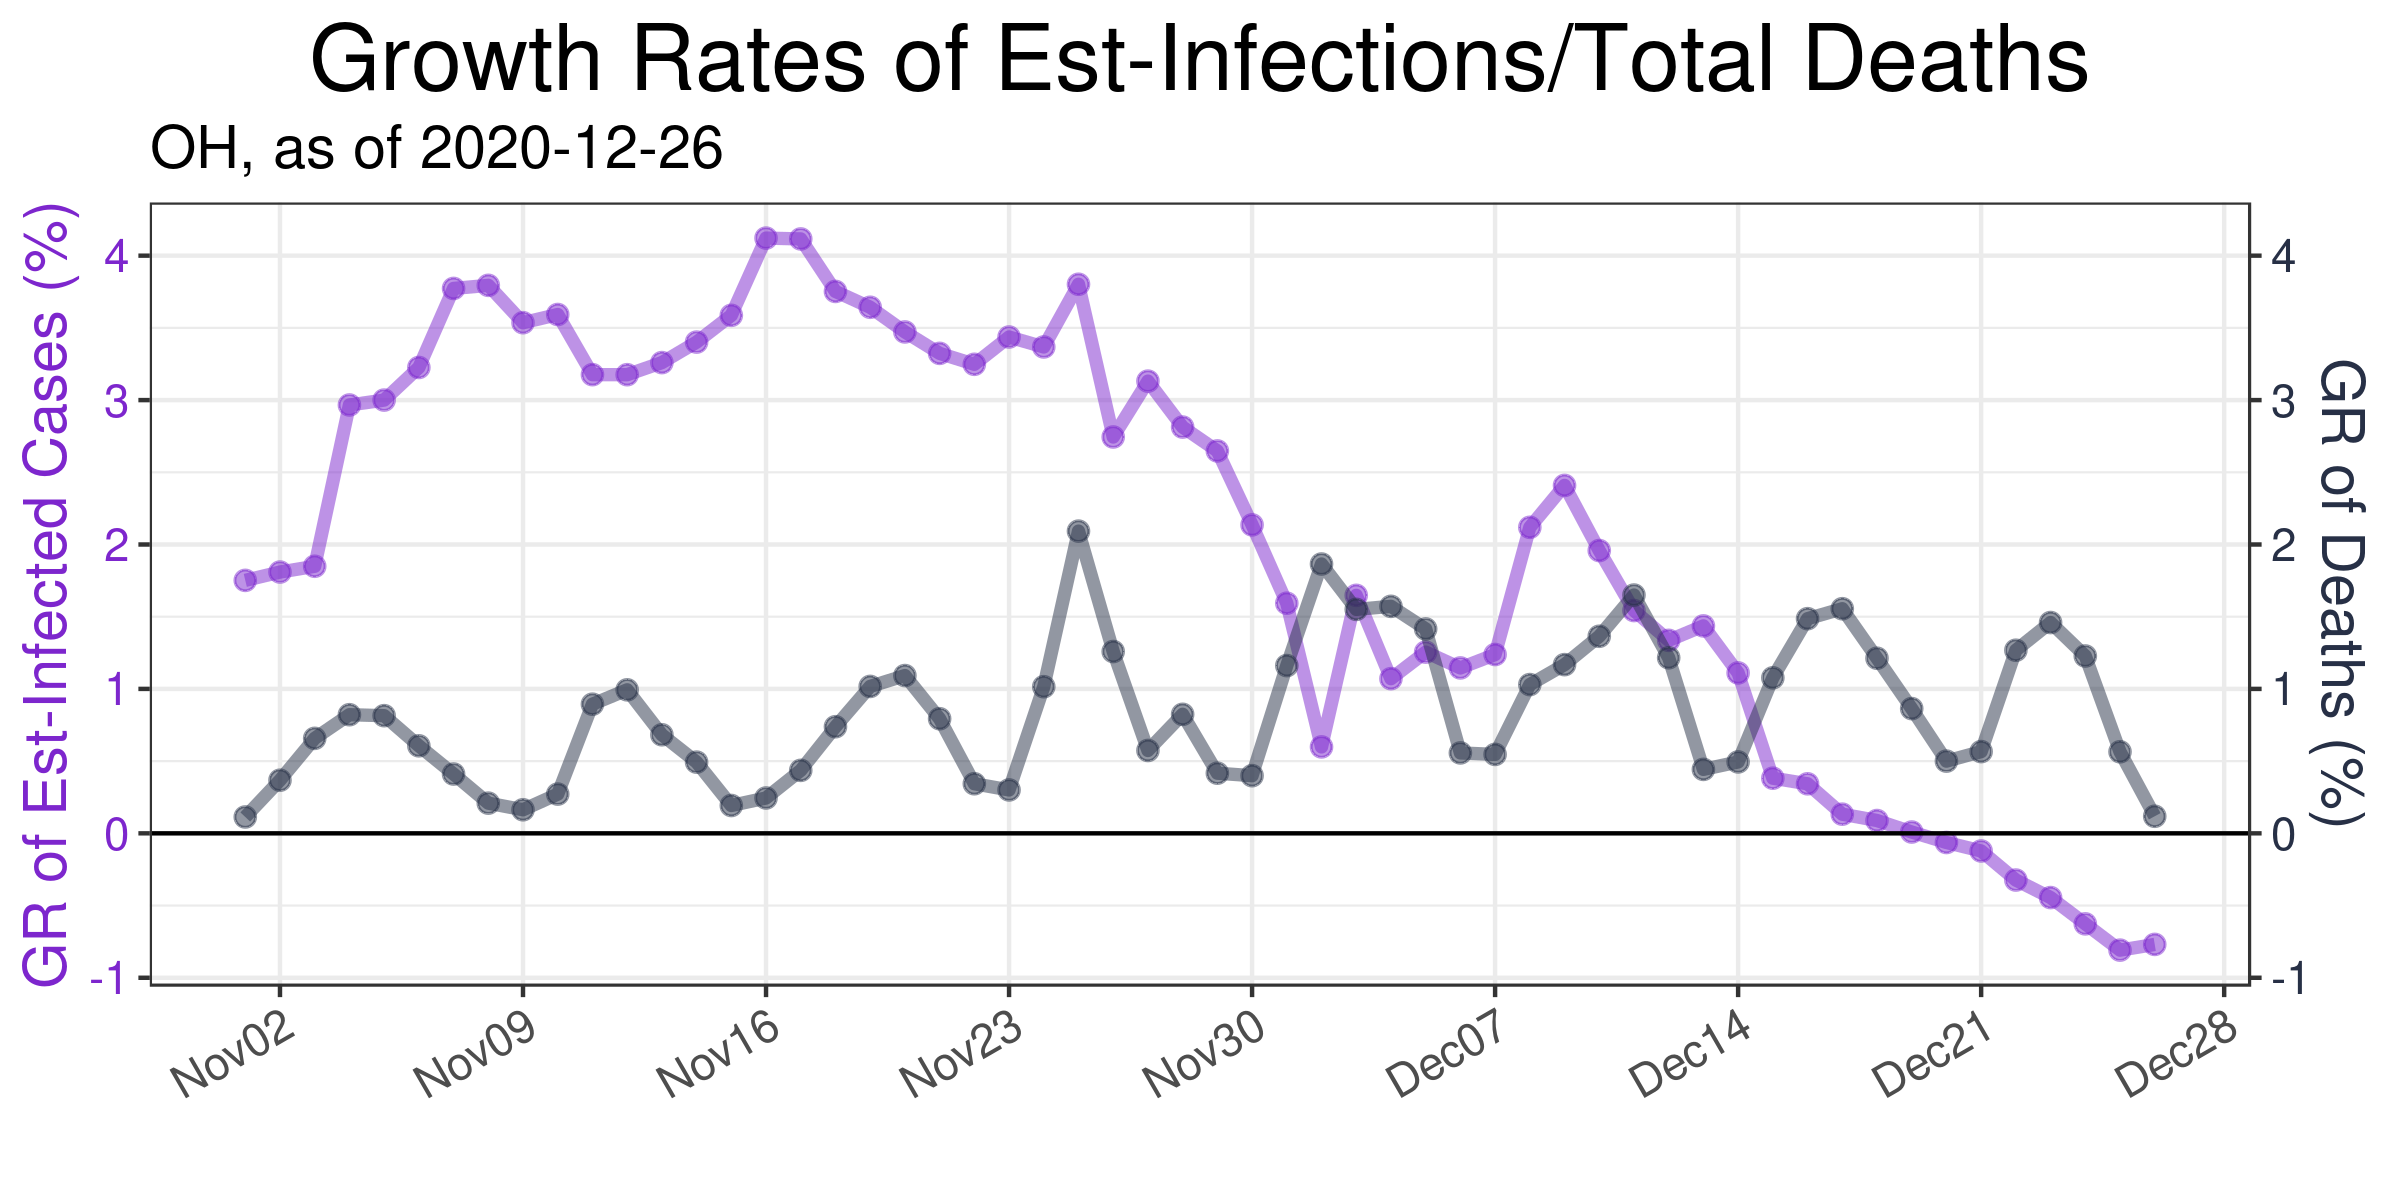 Growth Rates of Est-Infections/Total Deaths
OH, as of 2020-12-26
GR of Est-Infected Cases (%)
4
3
2
1
0
-1
4
3
2
1
0
-1
GR of Deaths (%)
Nov02
Nov09
Nov16
Nov23
Nov30
Dec07
Dec14
Dec21
Dec28